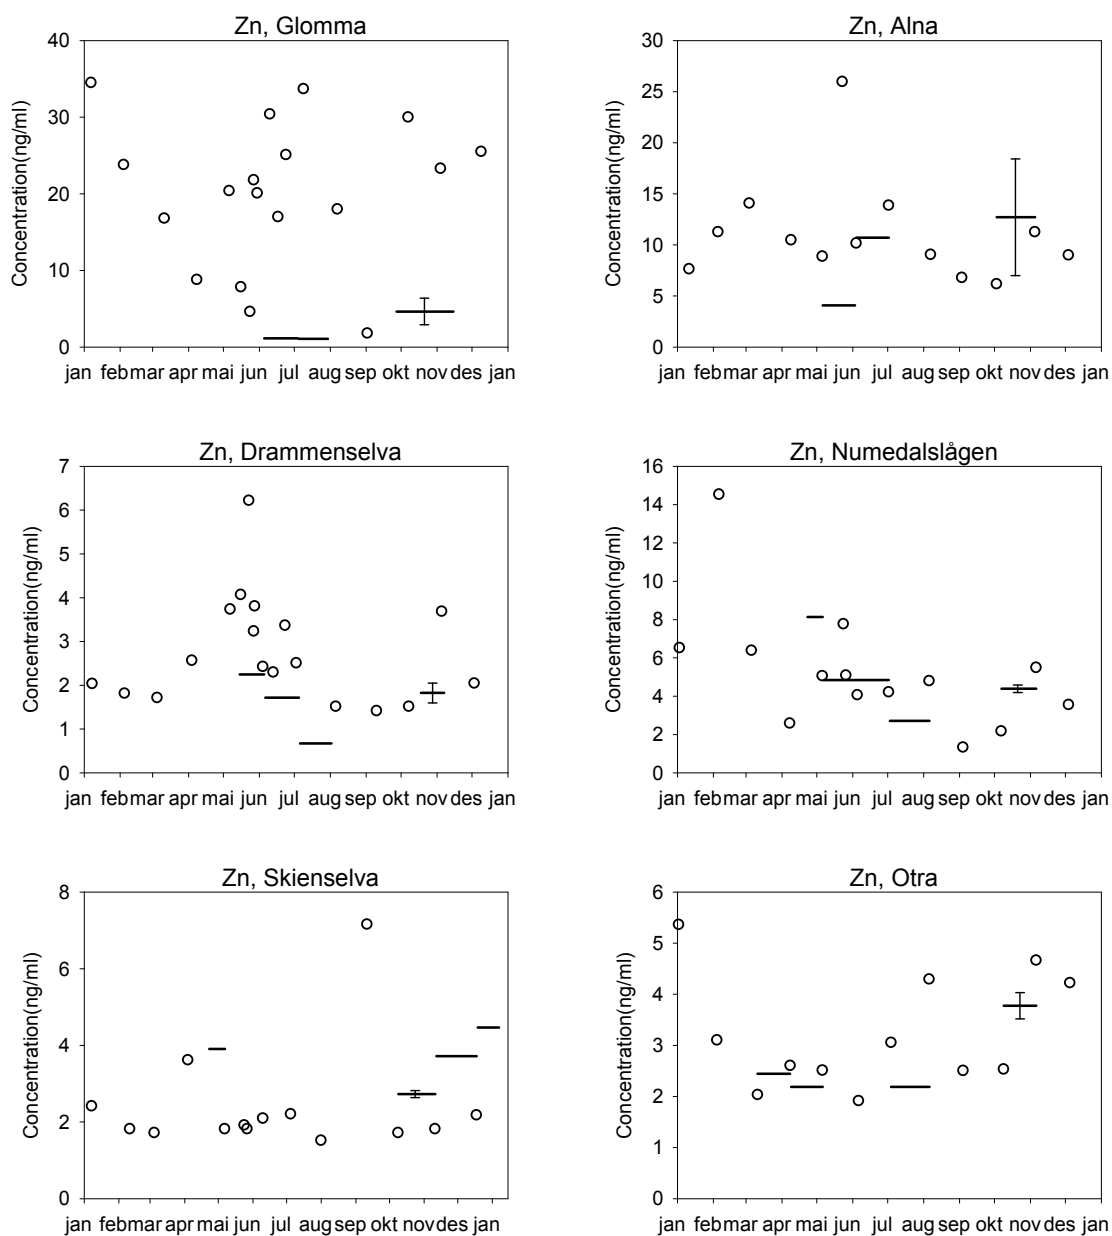 Zn, Glomma
Concentration(ng/ml)
40
30
20
10
0
jan feb mar apr mai jun jul aug sep okt nov des jan
Zn, Alna
Concentration(ng/ml)
30
25
20
15
10
5
0
jan feb mar apr mai jun jul aug sep okt nov des jan
Zn, Drammenselva
Concentration(ng/ml)
7
6
5
4
3
2
1
0
jan feb mar apr mai jun jul aug sep okt nov des jan
Zn, Numedalslågen
Concentration(ng/ml)
16
14
12
10
8
6
4
2
0
jan feb mar apr mai jun jul aug sep okt nov des jan
Zn, Skienselva
Concentration(ng/ml)
8
6
4
2
0
jan feb mar apr mai jun jul aug sep okt nov des jan
Zn, Otra
Concentration(ng/ml)
6
5
4
3
2
1
0
jan feb mar apr mai jun jul aug sep okt nov des jan